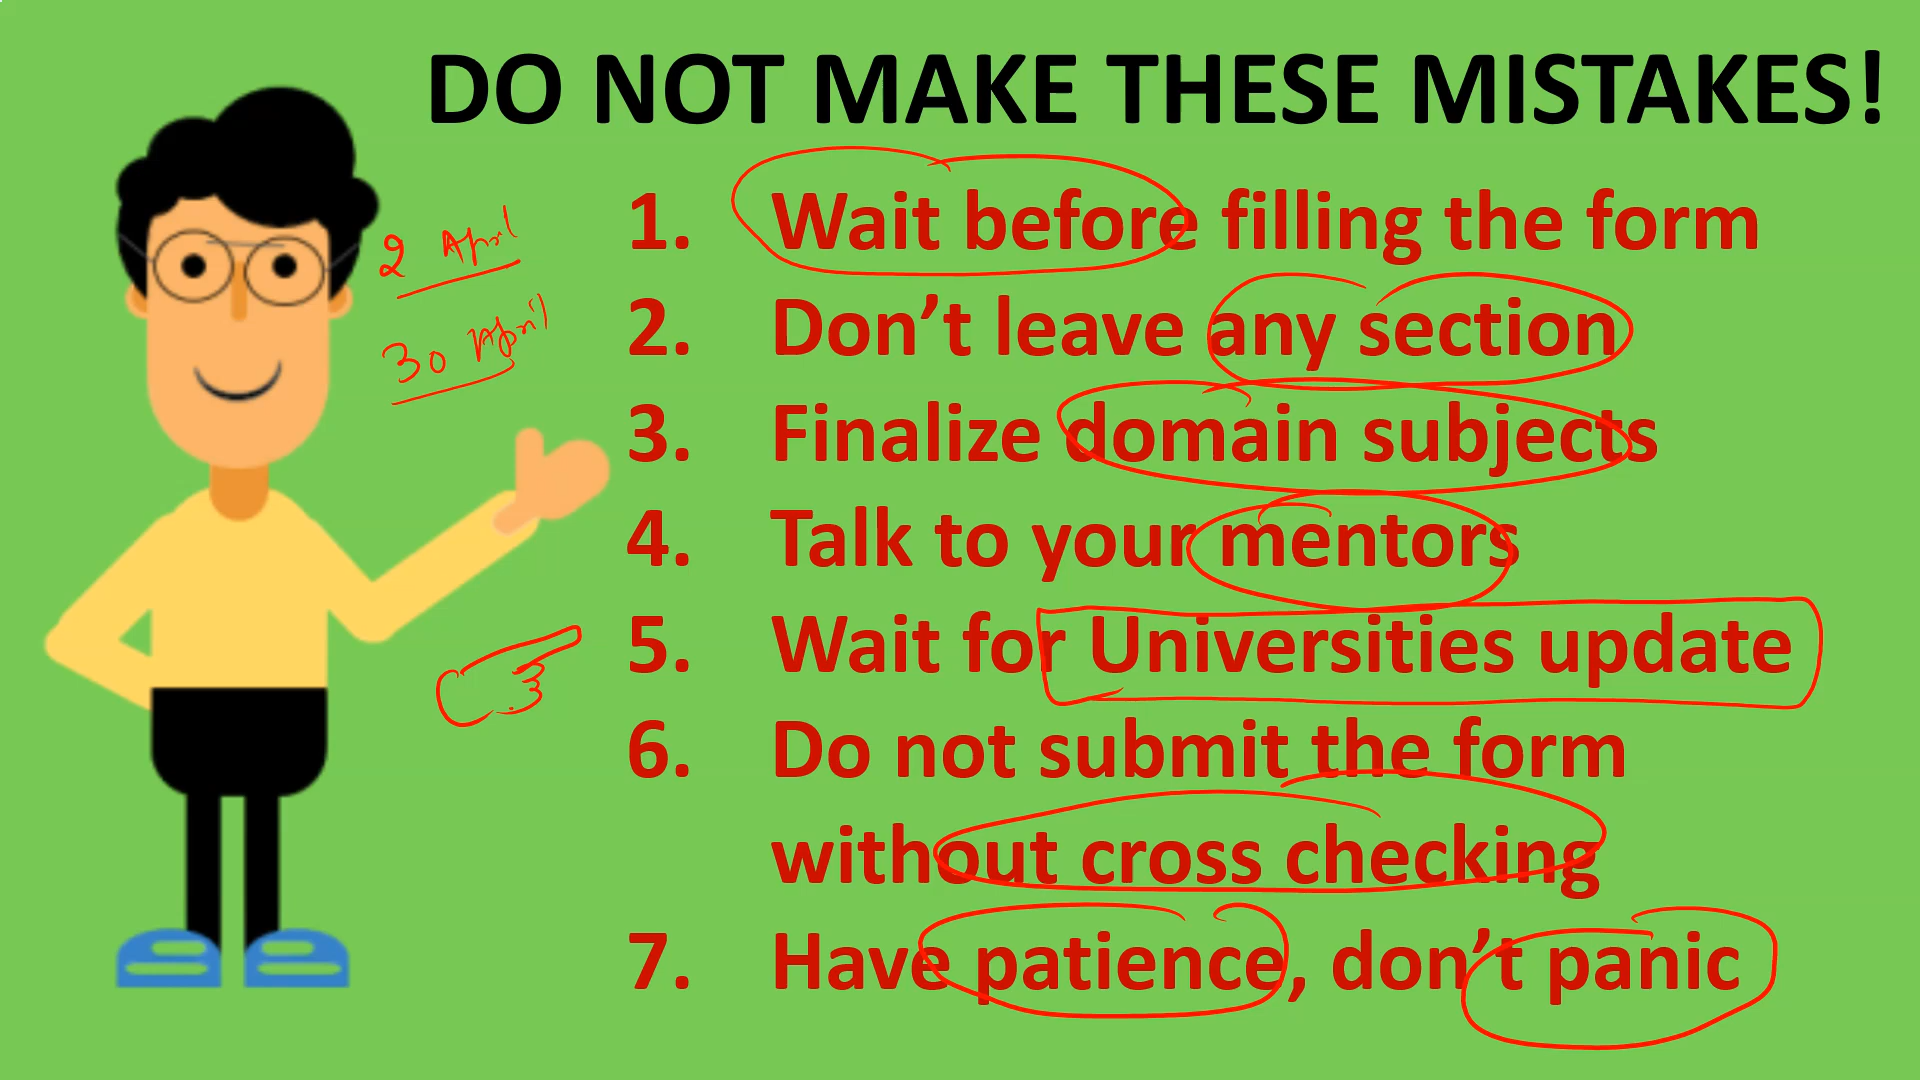 DO NOT MAKE THESE MISTAKES!
2 April
30 April
1. Wait before filling the form
2. Don’t leave any section
3. Finalize domain subjects
4. Talk to your mentors
5. Wait for Universities update
6. Do not submit the form
without cross checking
7. Have patience, don’t panic